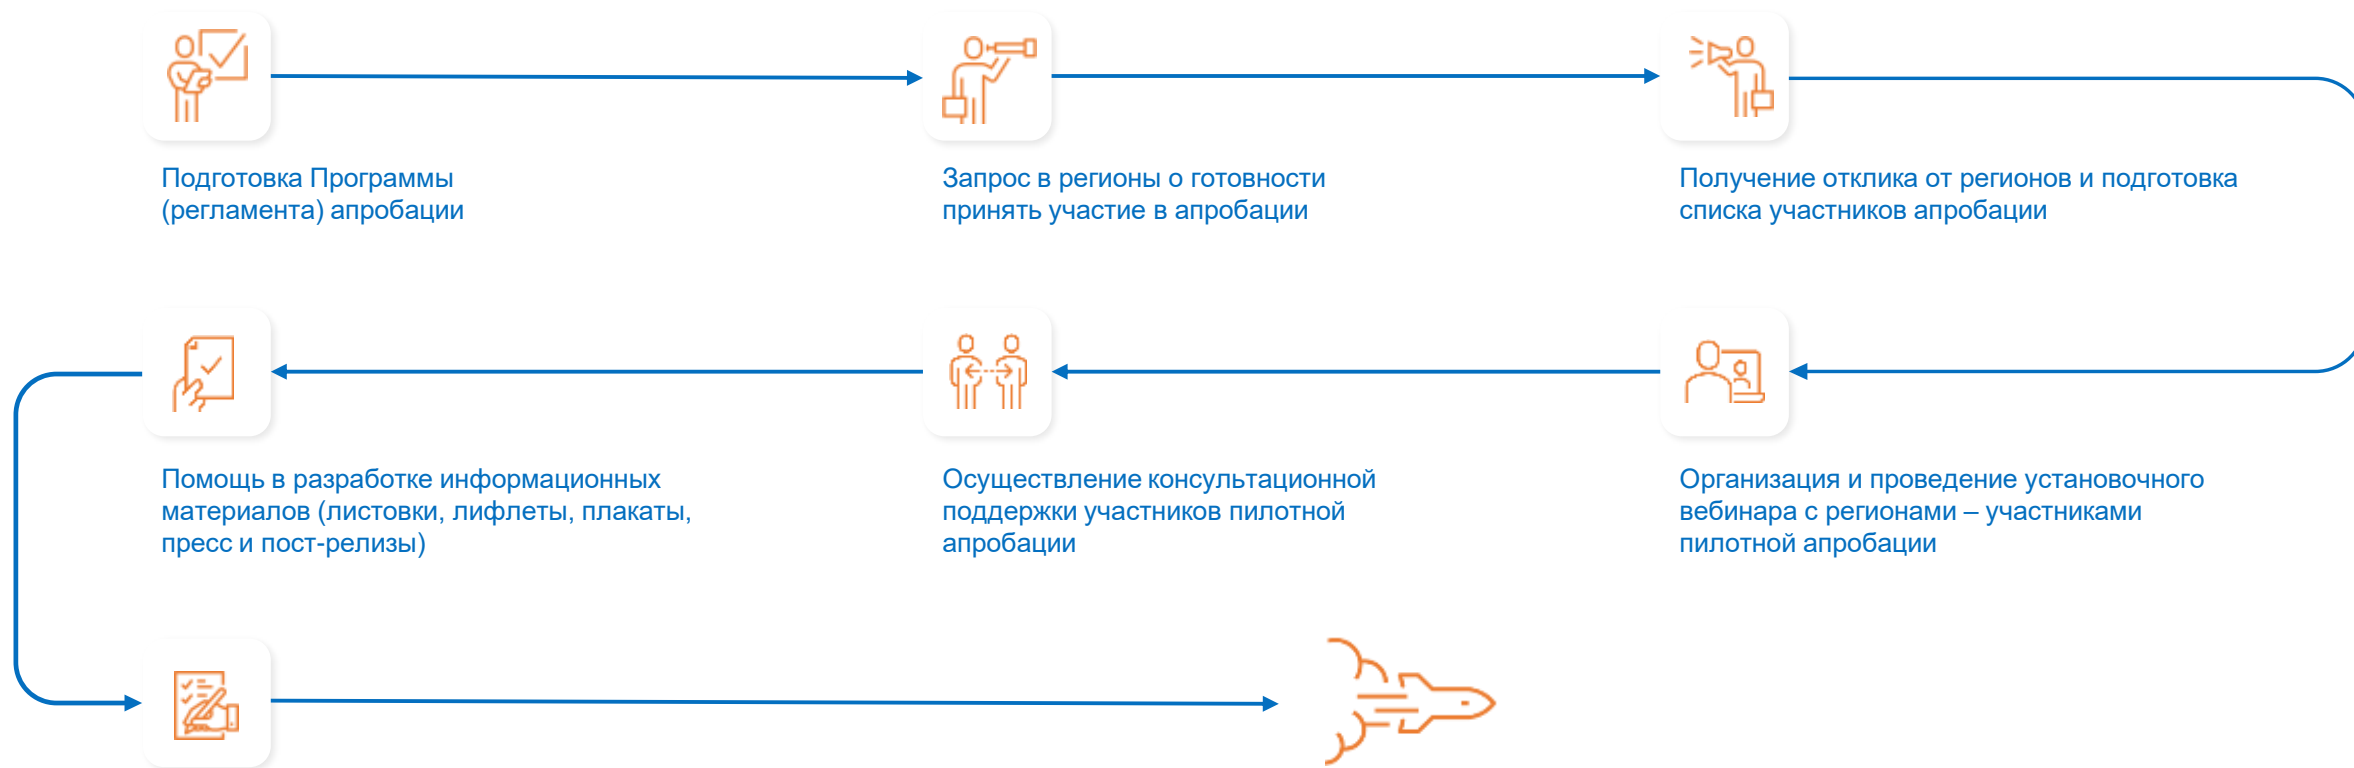 Подготовка Программы
(регламента) апробации
Запрос в регионы о готовности
принять участие в апробации
Получение отклика от регионов и подготовка
списка участников апробации
Организация и проведение установочного
вебинара с регионами – участниками
пилотной апробации
Осуществление консультационной
поддержки участников пилотной
апробации
Помощь в разработке информационных
материалов (листовки, лифлеты, плакаты,
пресс и пост-релизы)